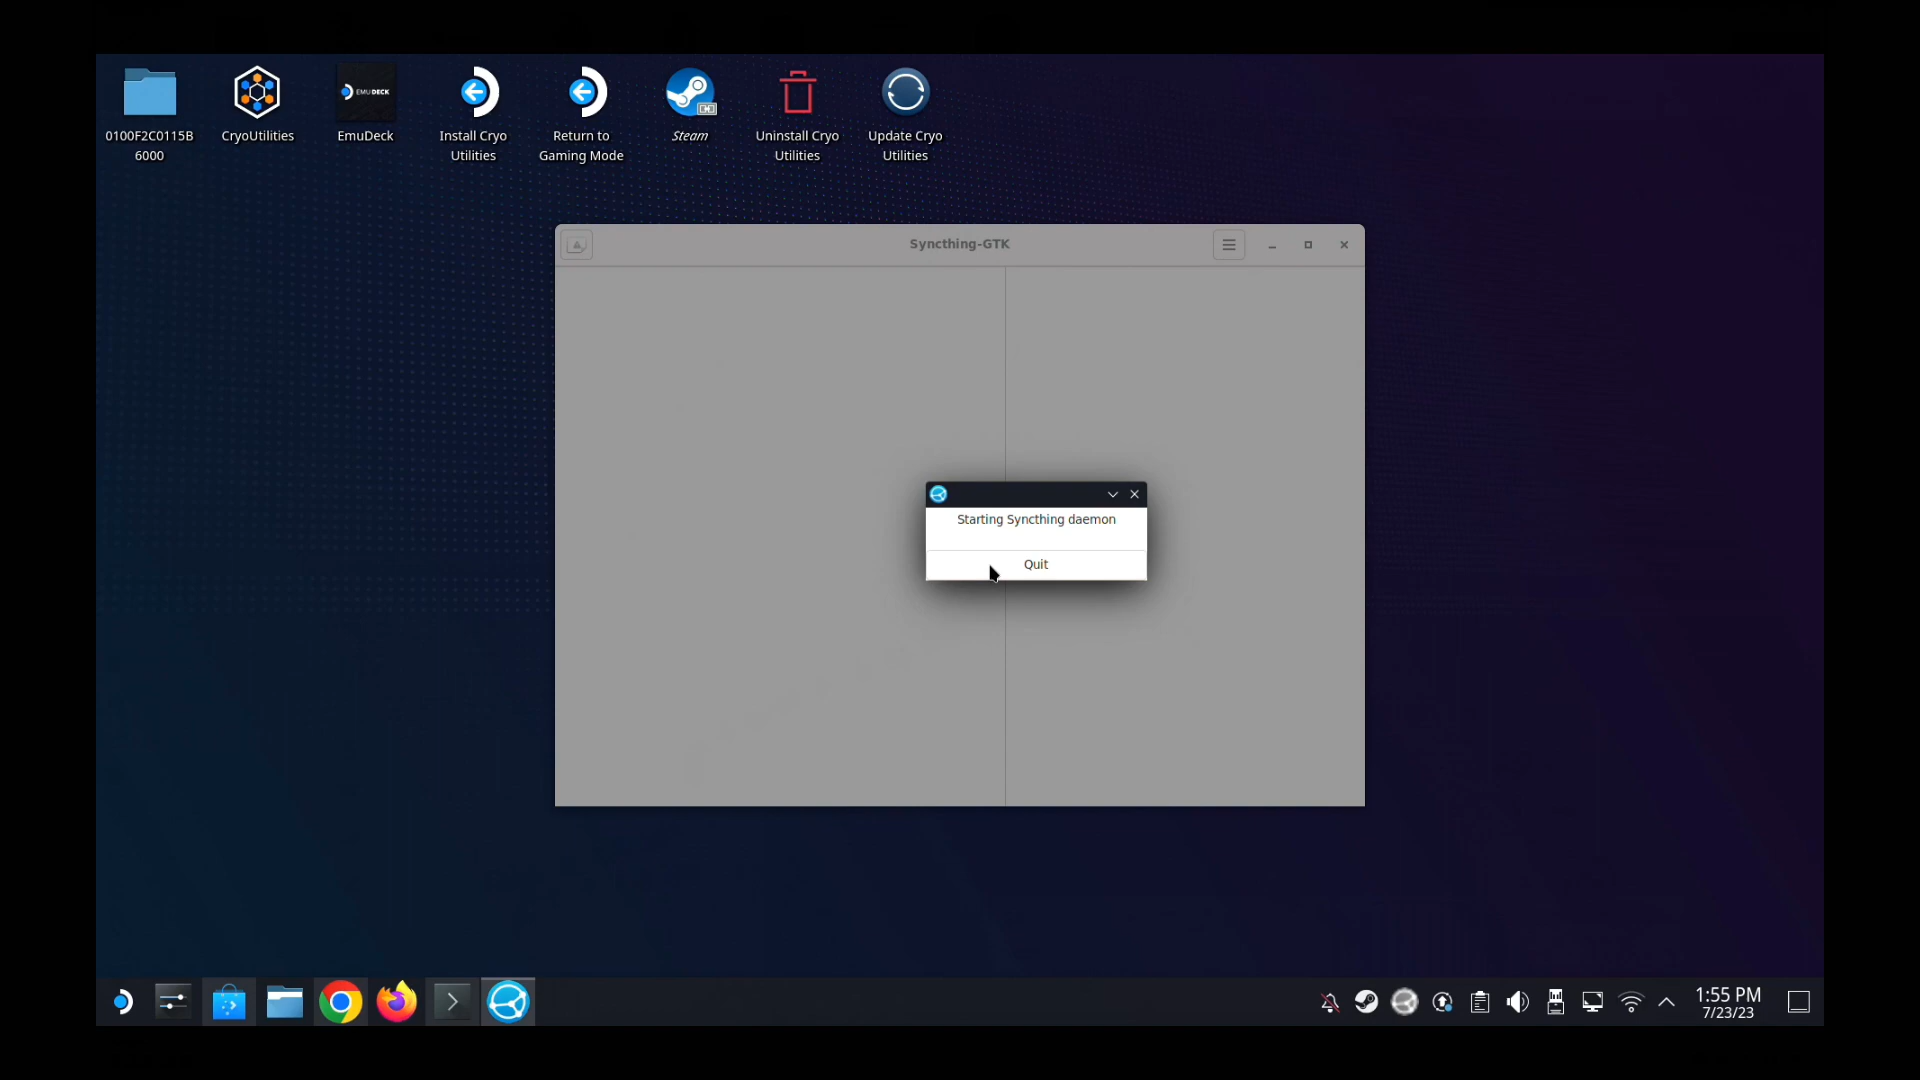 0100F2C0115B
6000
CryoUtilities
EMUDECK
EmuDeck
Install Cryo
Utilities
Return to
Gaming Mode
Steam
Uninstall Cryo
Utilities
Update Cryo
Utilities
Syncthing-GTK
Starting Syncthing daemon
Quit
1:55 PM
7/23/23